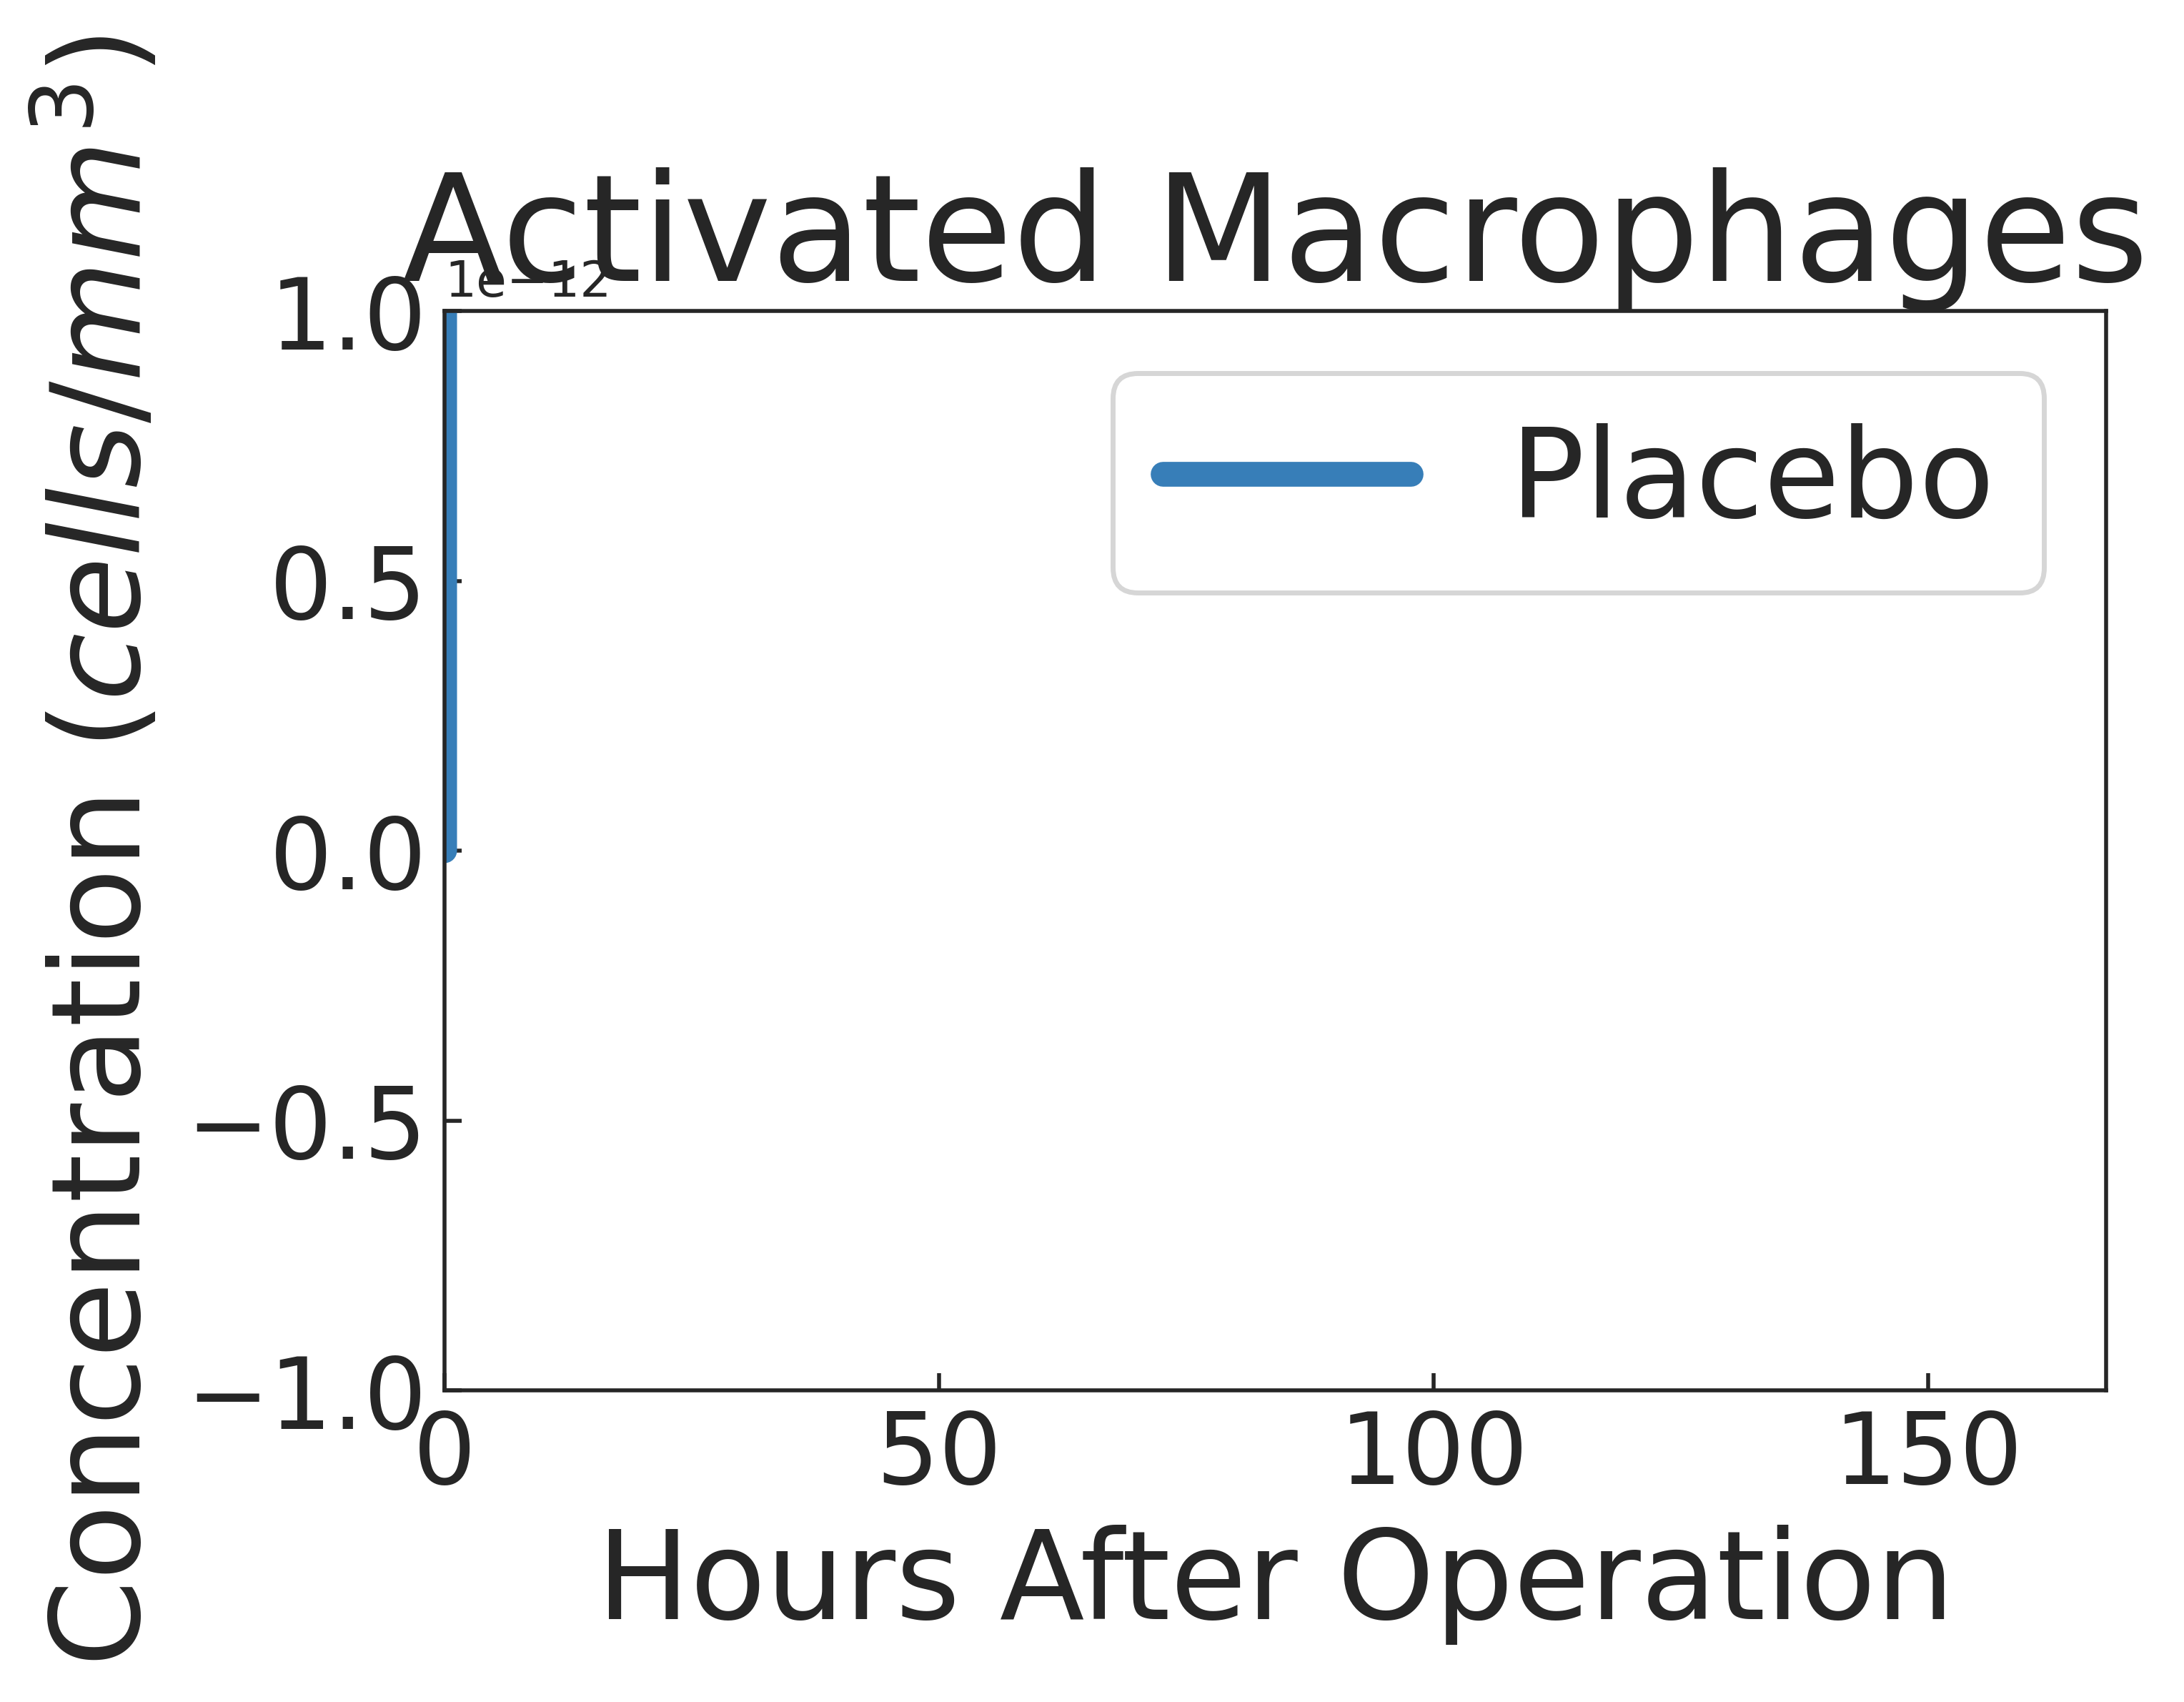 Activated Macrophages
1e−12
1.0
0.5
0.0
−0.5
−1.0
Concentration (cells/mm³)
Placebo
0 50 100 150
Hours After Operation